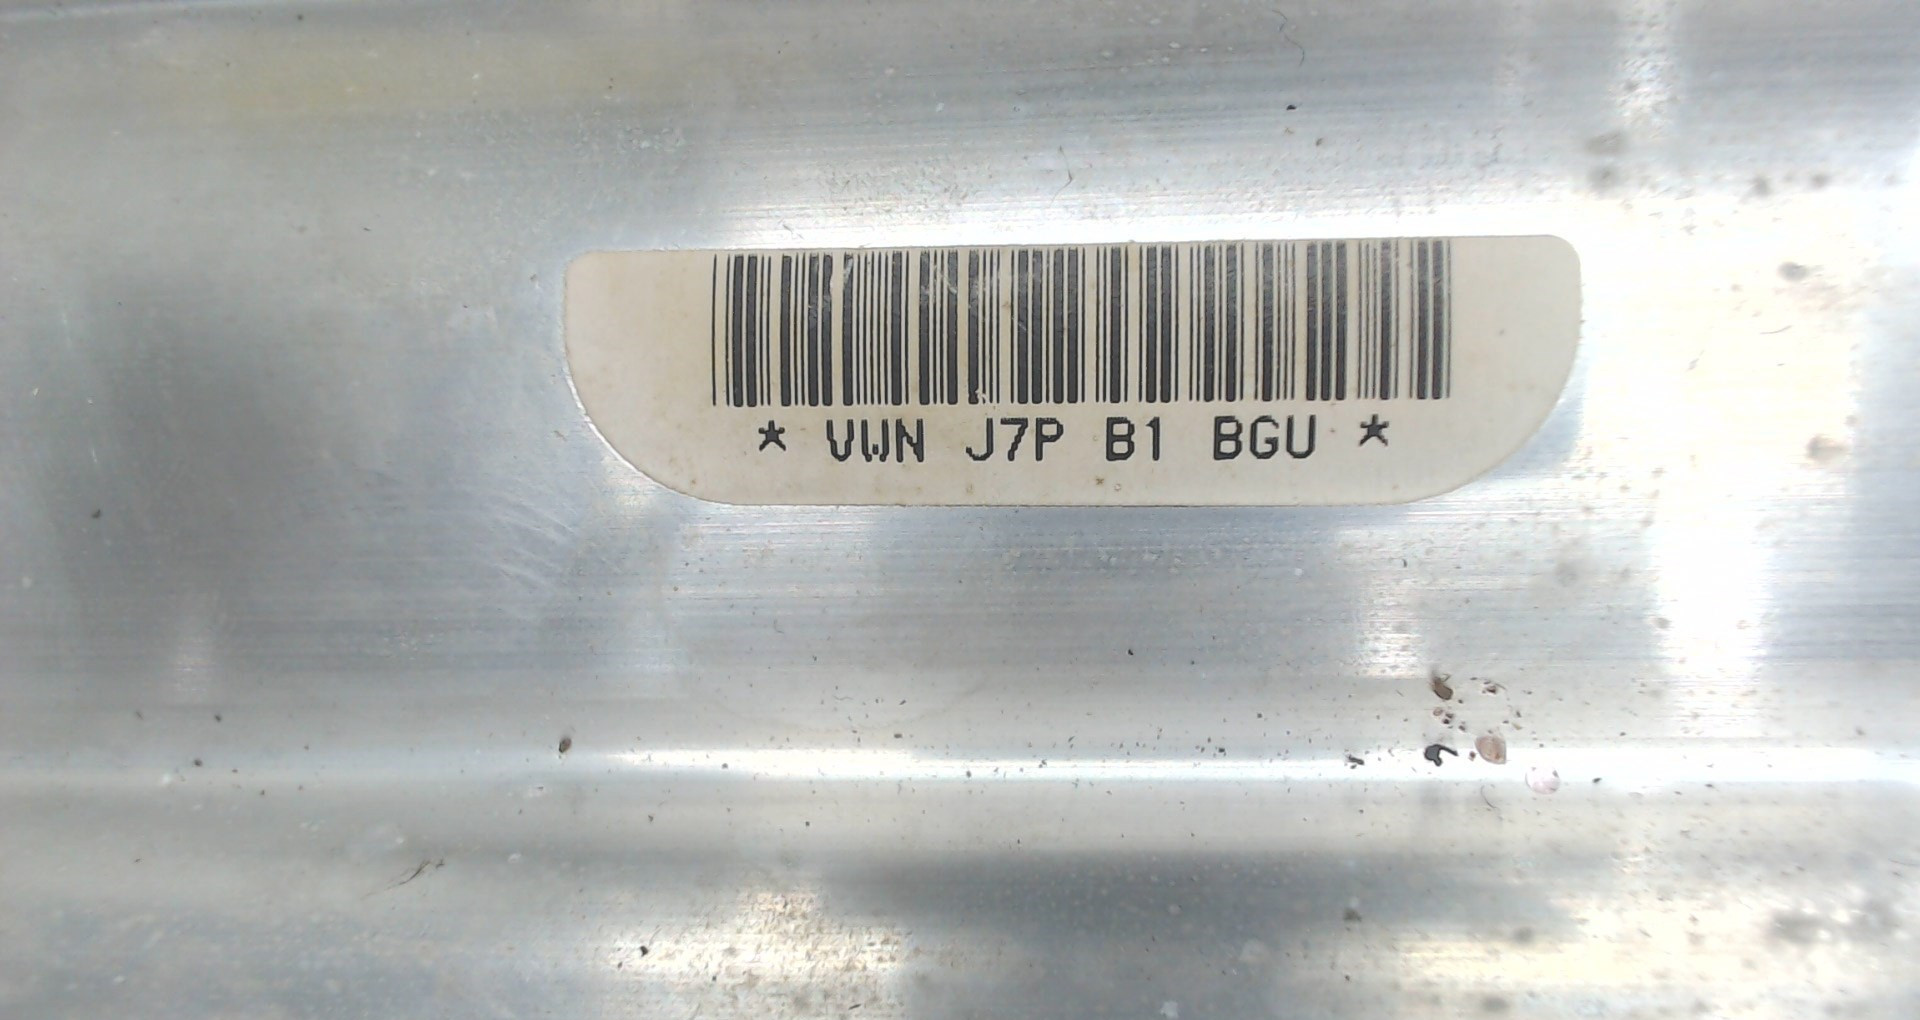 * VWN J7P B1 BGU *